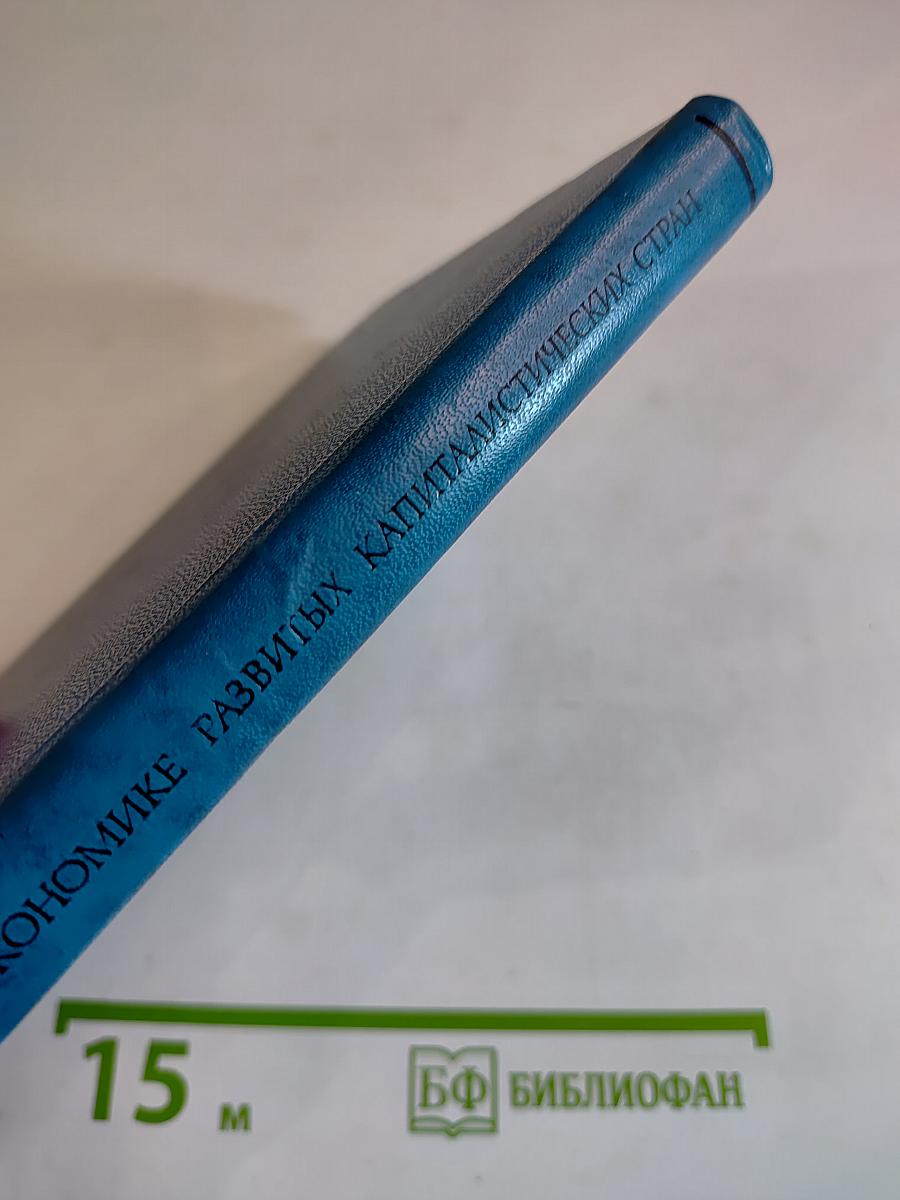 КОНОМИКЕ РАЗВИТЫХ КАПИТАЛИСТИЧЕСКИХ СТРАН
15 м
БФ БИБЛИОФАН